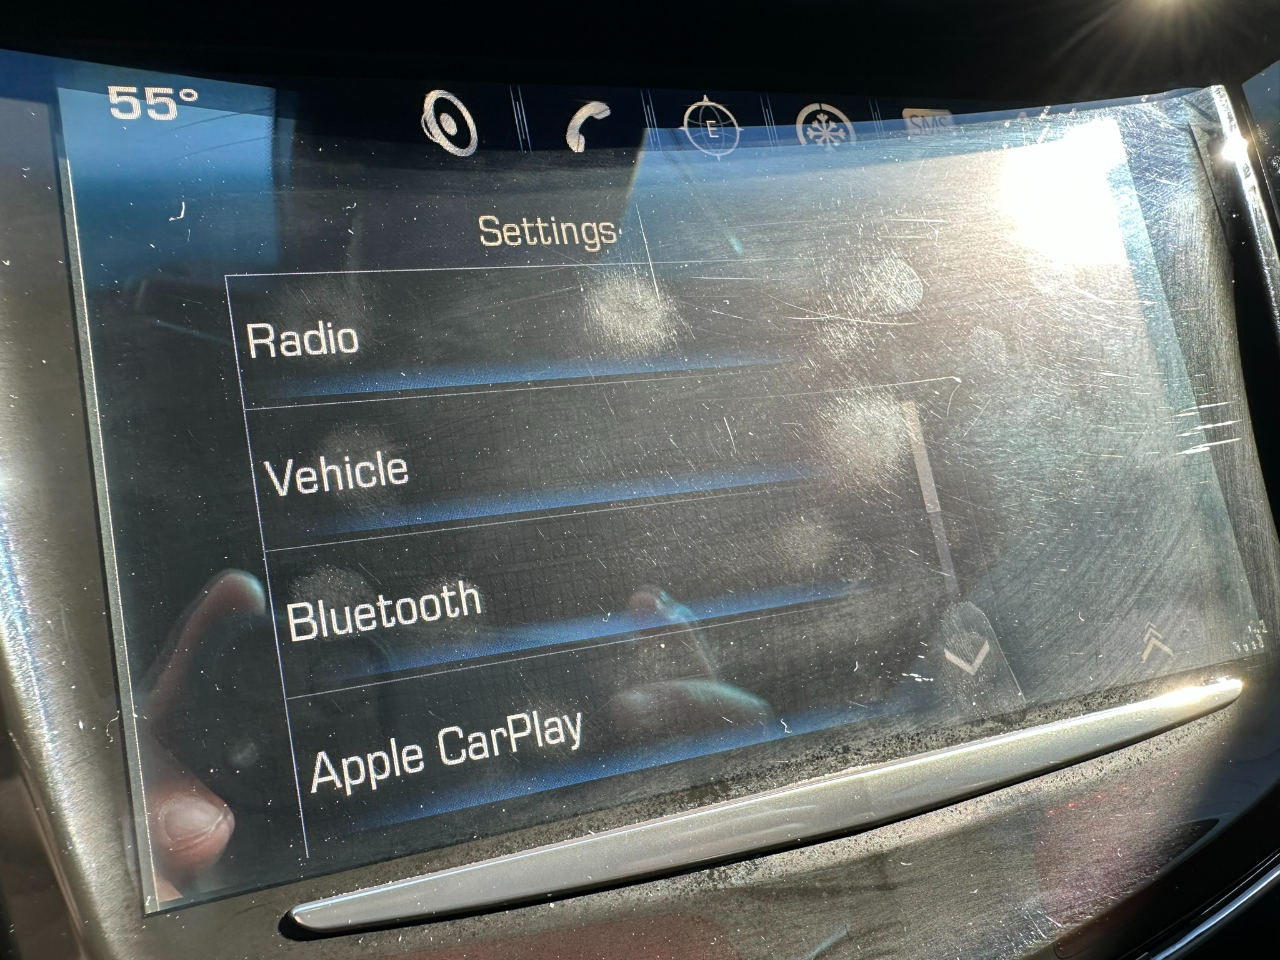 55°
E
SMS
Settings
Radio
Vehicle
Bluetooth
Apple CarPlay